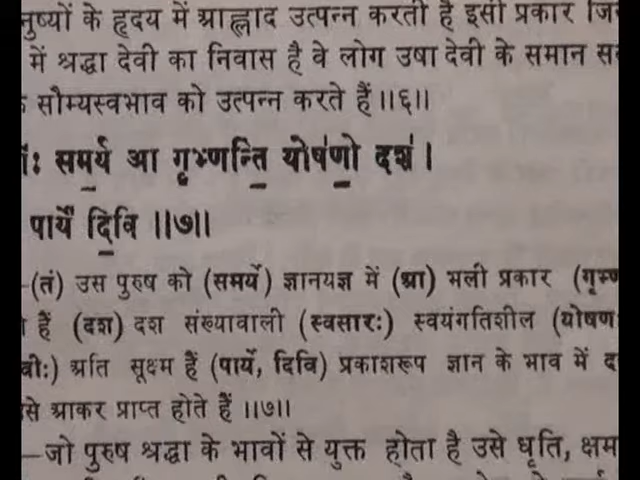 नुष्यों के हृदय में आह्लाद उत्पन्न करती है इसी प्रकार जि
में श्रद्धा देवी का निवास है वे लोग उषा देवी के समान स
सौम्यस्वभाव को उत्पन्न करते हैं ॥६॥
समर्य आ गृभ्णन्ति योषणो दश ।
पार्ये दिवि ॥७॥
—(तं) उस पुरुष को (समर्ये) ज्ञानयज्ञ में (आ) भली प्रकार (गृभ्ण
हैं (दश) दश संख्यावाली (स्वसारः) स्वयंगतिशील (योषण
वीः) अति सूक्ष्म हैं (पार्ये, दिवि) प्रकाशरूप ज्ञान के भाव में द
से आकर प्राप्त होते हैं ॥७॥
—जो पुरुष श्रद्धा के भावों से युक्त होता है उसे धृति, क्षम